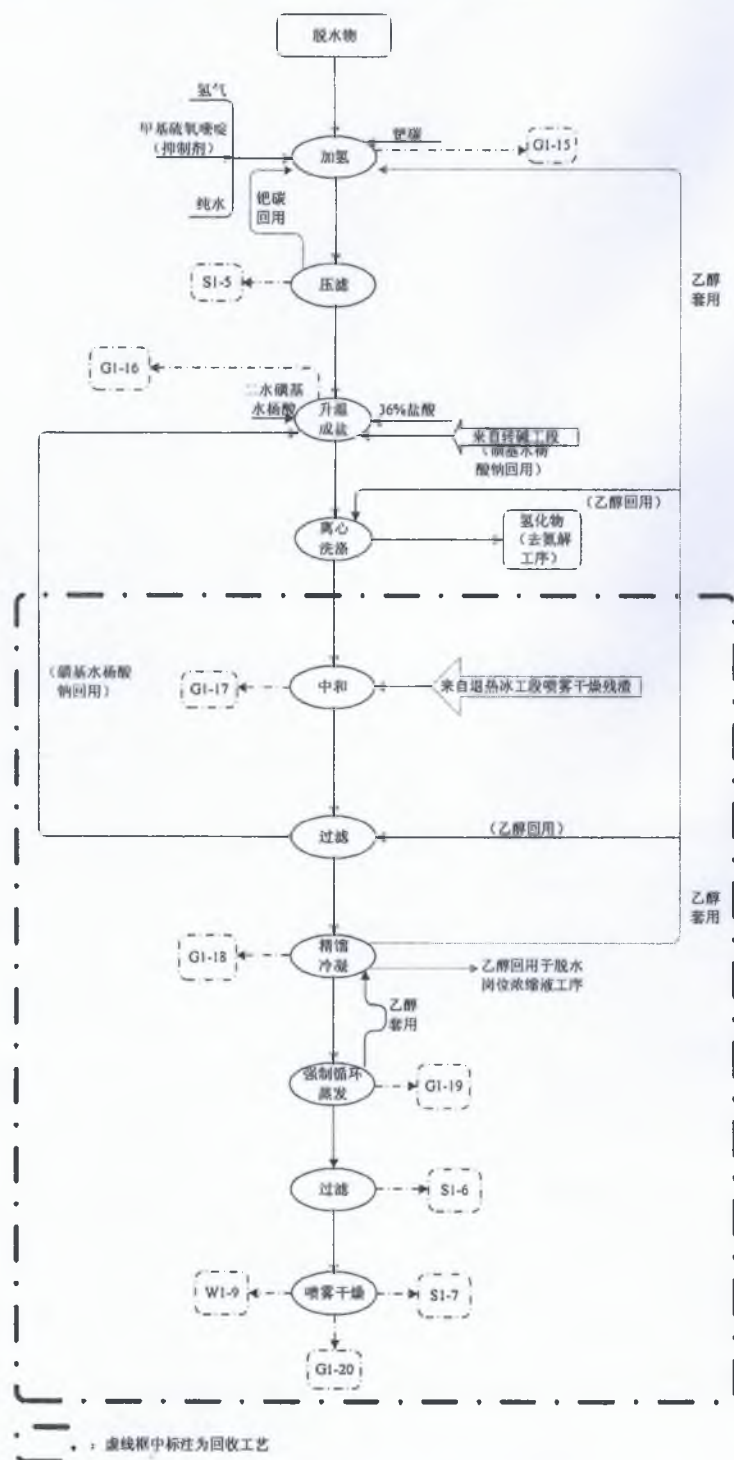 脱水物
氢气
甲基硫氧嘧啶
（抑制剂）
纯水
加氢
钯碳
G1-15
钯碳
回用
S1-5
压滤
乙醇
套用
G1-16
二水磺基
水杨酸
升温
成盐
36%盐酸
来自转碱工段
（磺基水杨
酸钠回用）
（乙醇回用）
离心
洗涤
氢化物
（去氨解
工序）
（磺基水杨酸
钠回用）
G1-17
中和
来自退热冰工段喷雾干燥残渣
过滤
（乙醇回用）
乙醇
套用
G1-18
精馏
冷凝
乙醇回用于脱水
岗位浓缩液工序
乙醇
套用
强制循环
蒸发
G1-19
过滤
S1-6
W1-9
喷雾干燥
S1-7
G1-20
：虚线框中标注为回收工艺